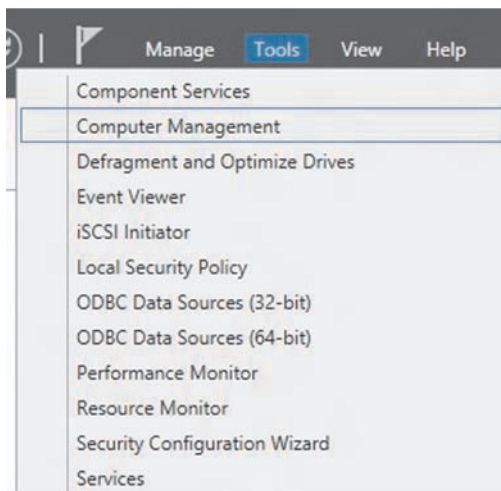 Manage Tools View Help
Component Services
Computer Management
Defragment and Optimize Drives
Event Viewer
iSCSI Initiator
Local Security Policy
ODBC Data Sources (32-bit)
ODBC Data Sources (64-bit)
Performance Monitor
Resource Monitor
Security Configuration Wizard
Services